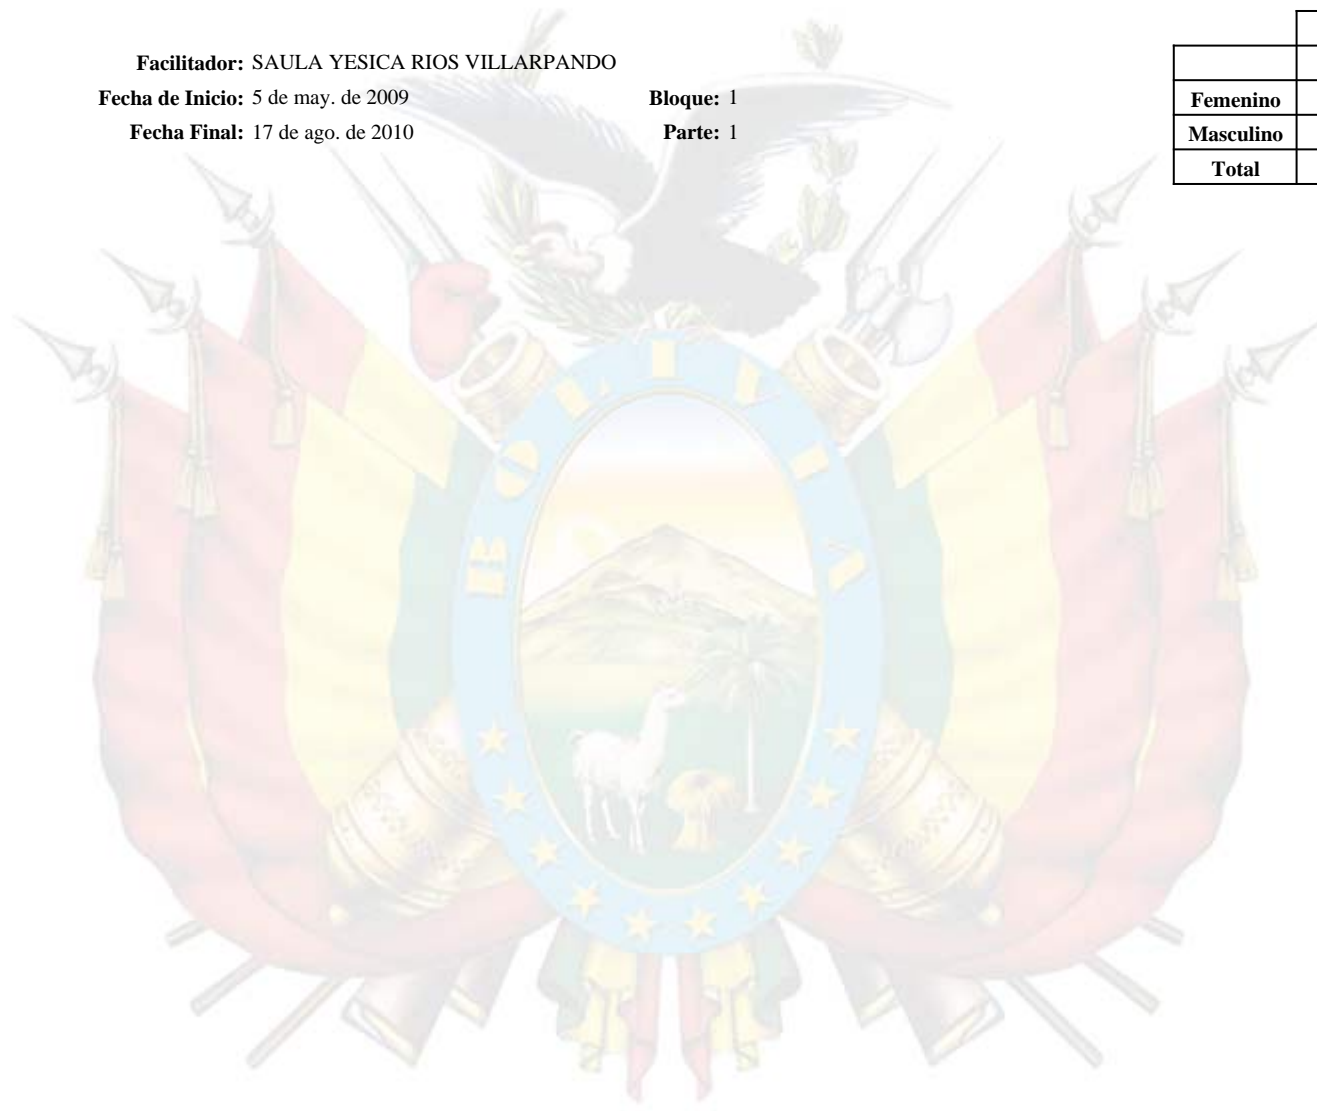 Facilitador: SAULA YESICA RIOS VILLARPANDO
Fecha de Inicio: 5 de may. de 2009 Bloque: 1
Fecha Final: 17 de ago. de 2010 Parte: 1
Femenino
Masculino
Total
BOLIVIA